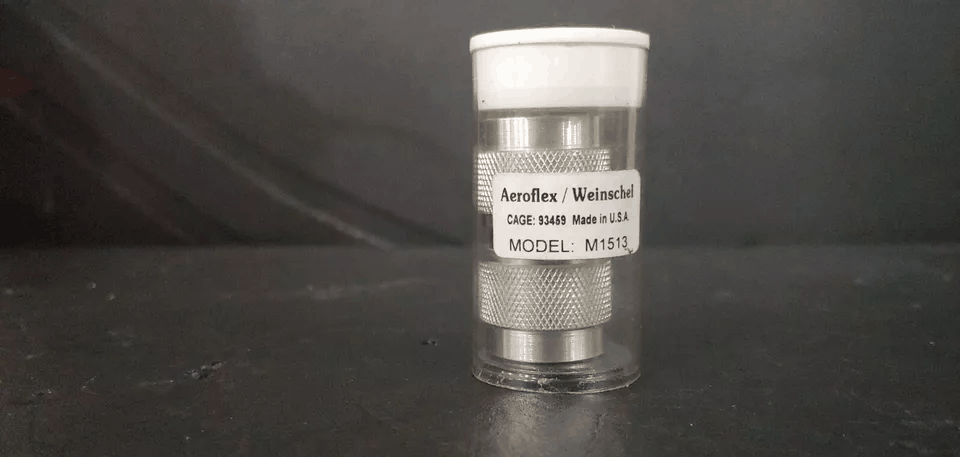 Aeroflex / Weinschel
CAGE: 93459 Made in U.S.A
MODEL: M1513